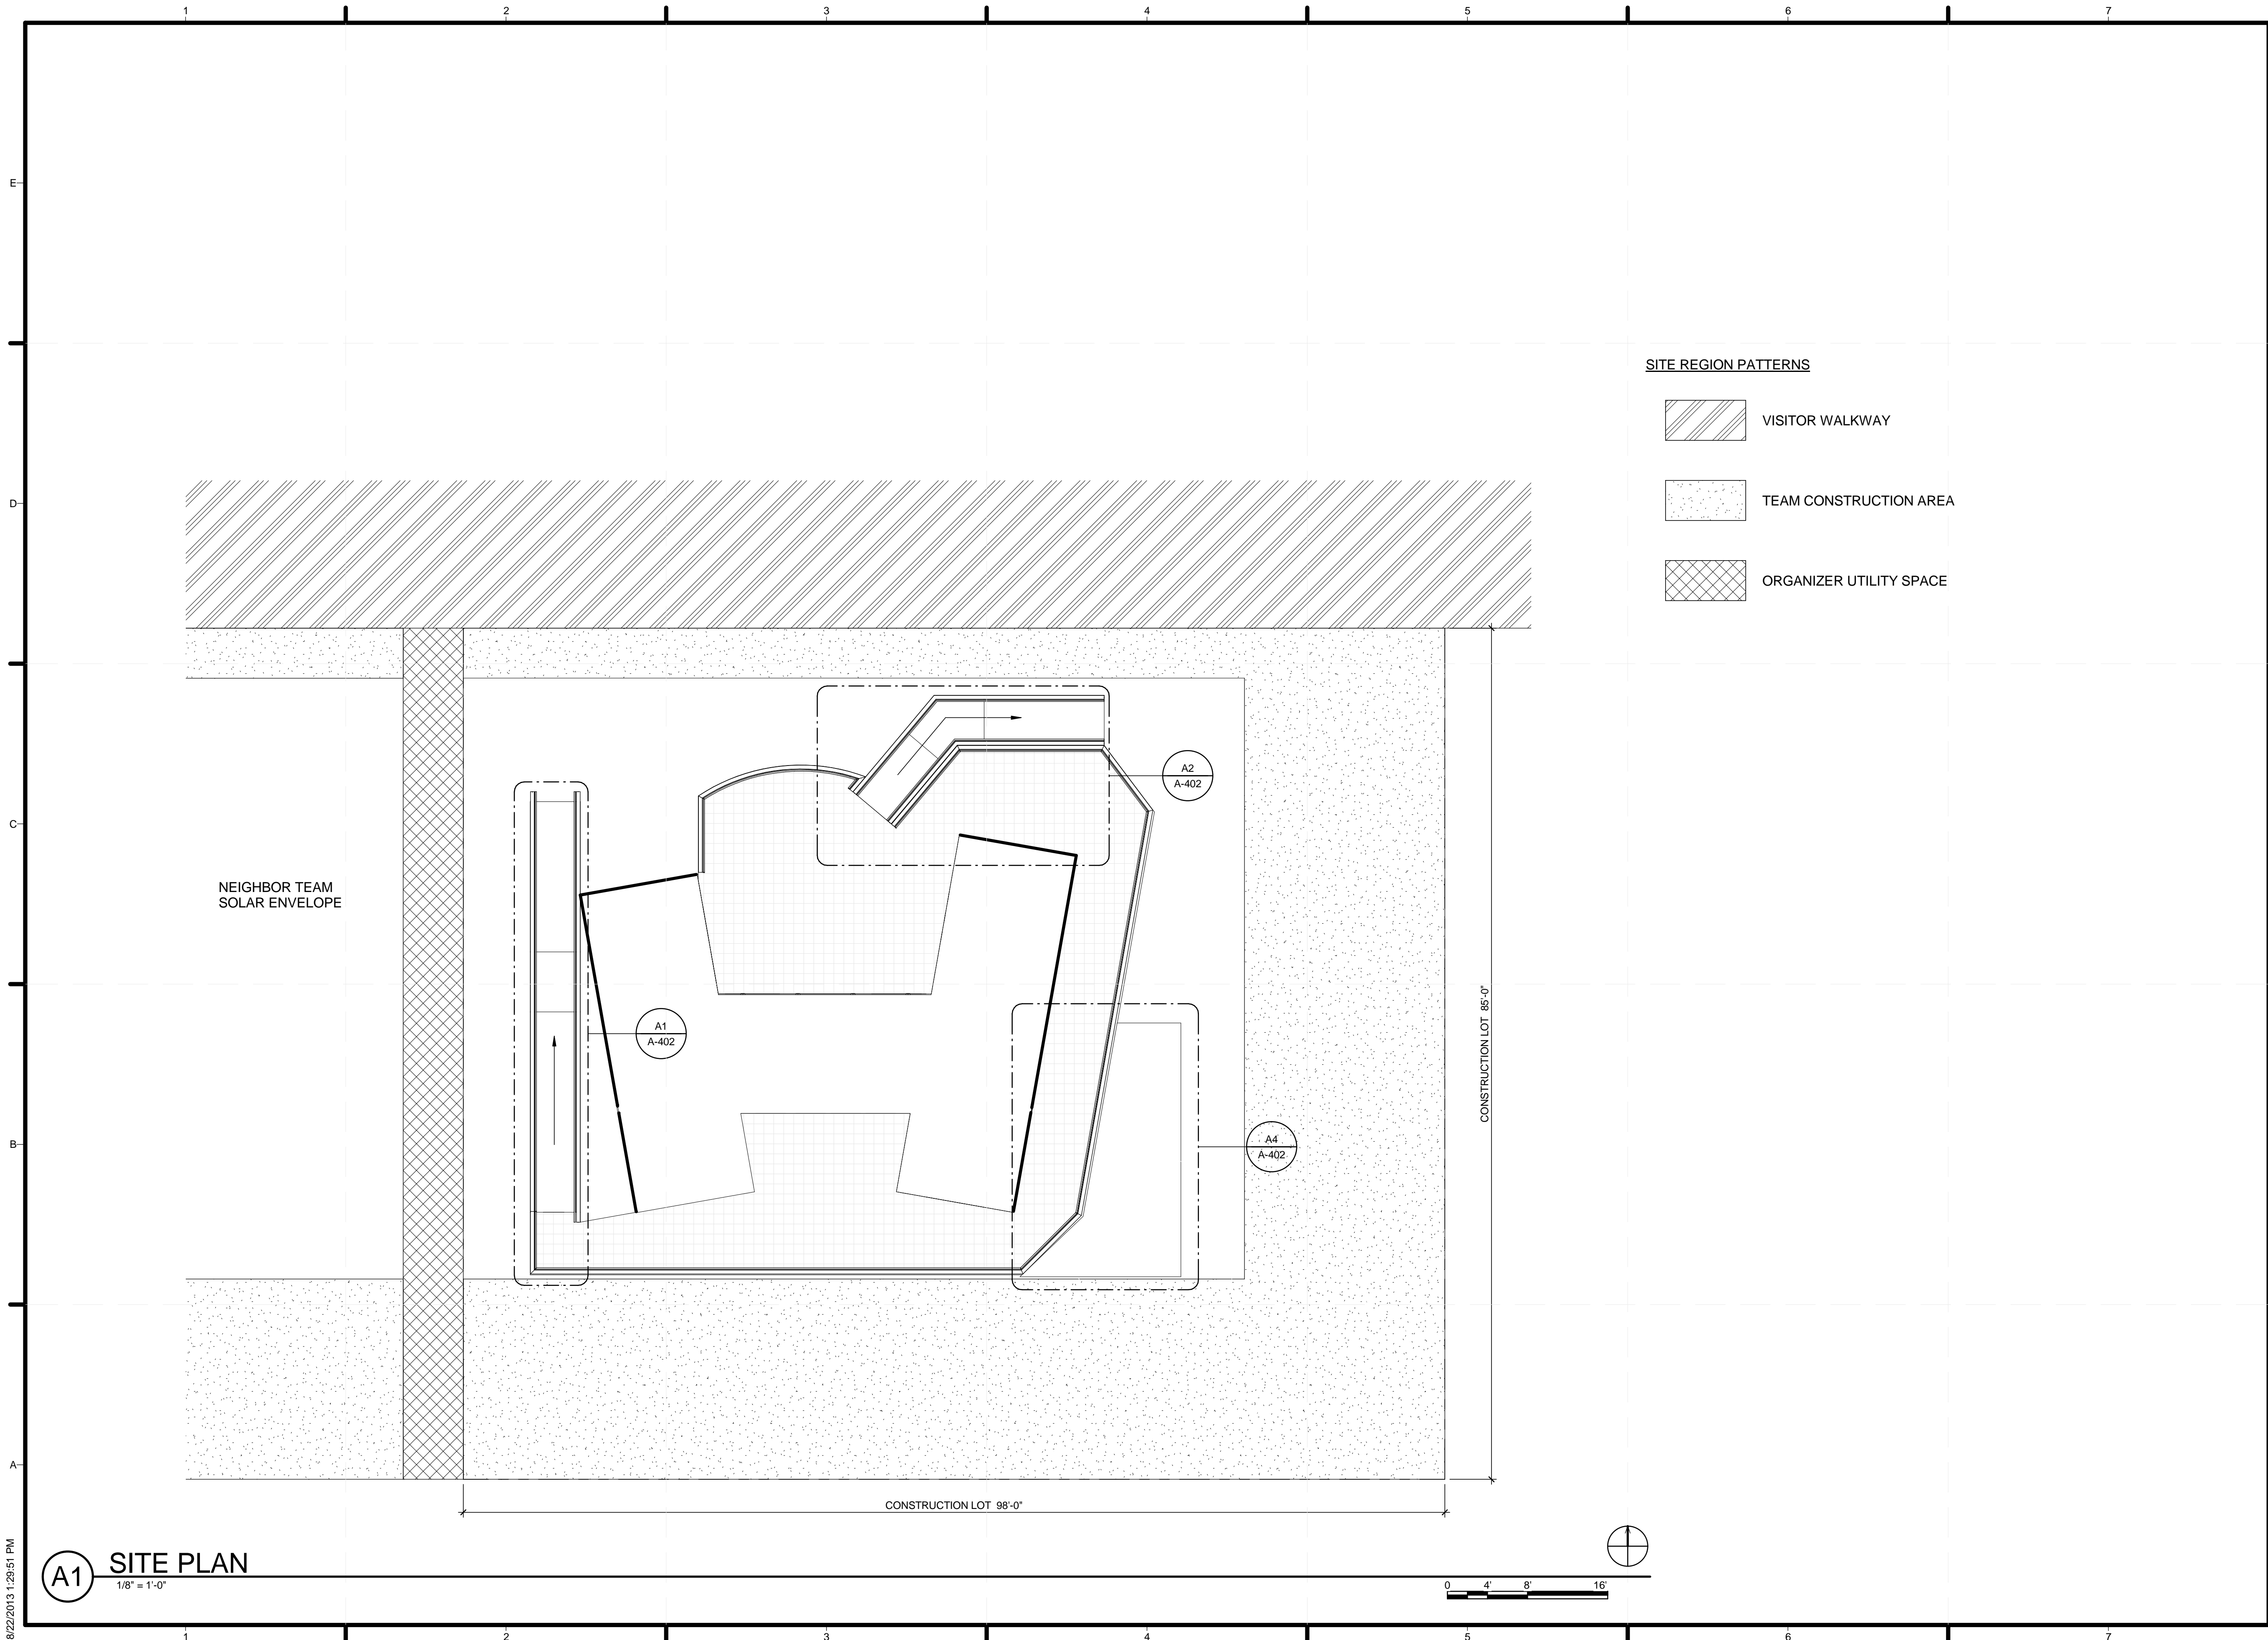 1 2 3 4 5 6 7
E
D
C
B
A
SITE REGION PATTERNS
VISITOR WALKWAY
TEAM CONSTRUCTION AREA
ORGANIZER UTILITY SPACE
A2
A-402
NEIGHBOR TEAM
SOLAR ENVELOPE
A1
A-402
CONSTRUCTION LOT 85'-0"
A4
A-402
CONSTRUCTION LOT 98'-0"
A1
SITE PLAN
1/8" = 1'-0"
0 4' 8' 16'
8/22/2013 1:29:51 PM
1 2 3 4 5 6 7